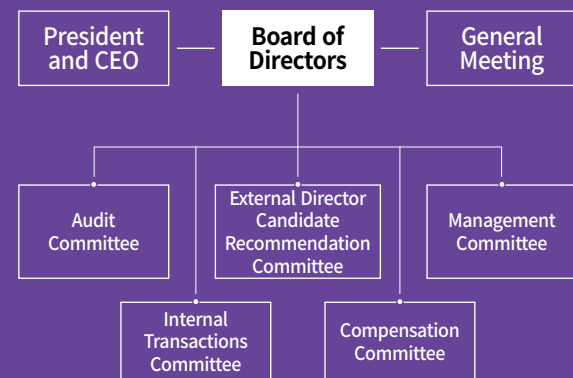 President
and CEO
Board of
Directors
General
Meeting
Audit
Committee
External Director
Candidate
Recommendation
Committee
Management
Committee
Internal
Transactions
Committee
Compensation
Committee